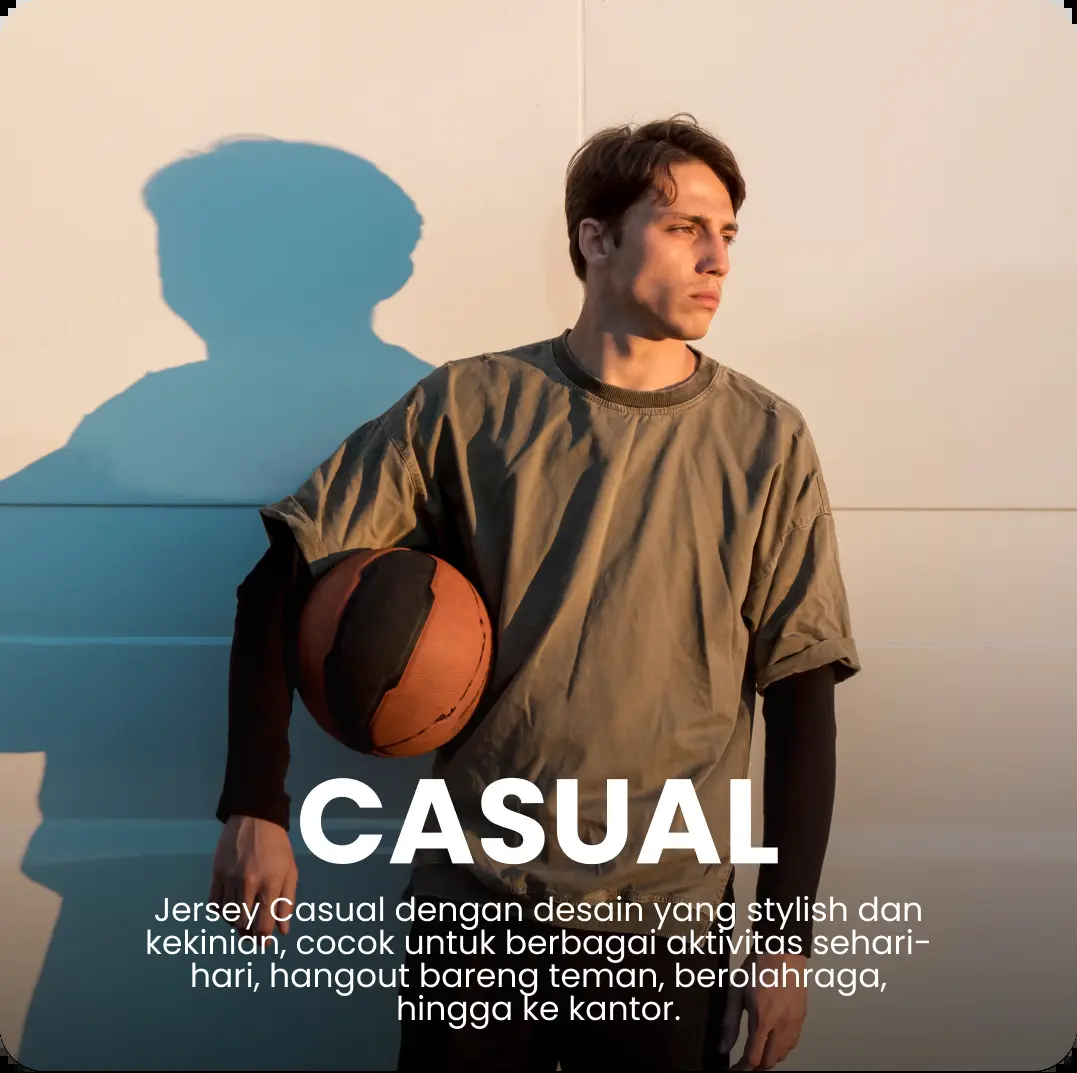 CASUAL
Jersey Casual dengan desain yang stylish dan
kekinian, cocok untuk berbagai aktivitas sehari-
hari, hangout bareng teman, berolahraga,
hingga ke kantor.